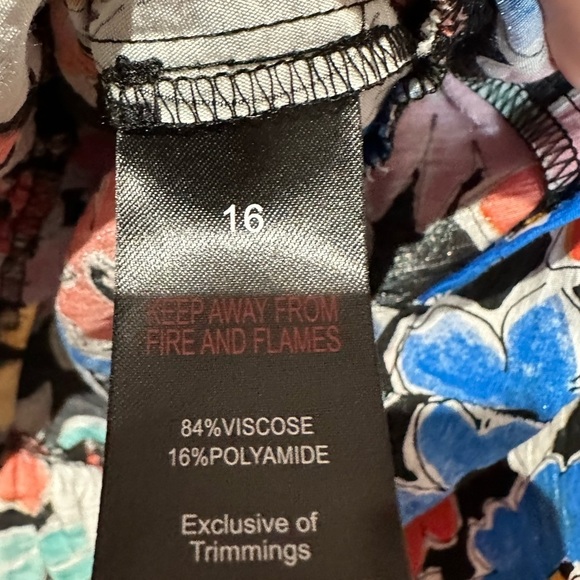 16
KEEP AWAY FROM
FIRE AND FLAMES
84%VISCOSE
16%POLYAMIDE
Exclusive of
Trimmings